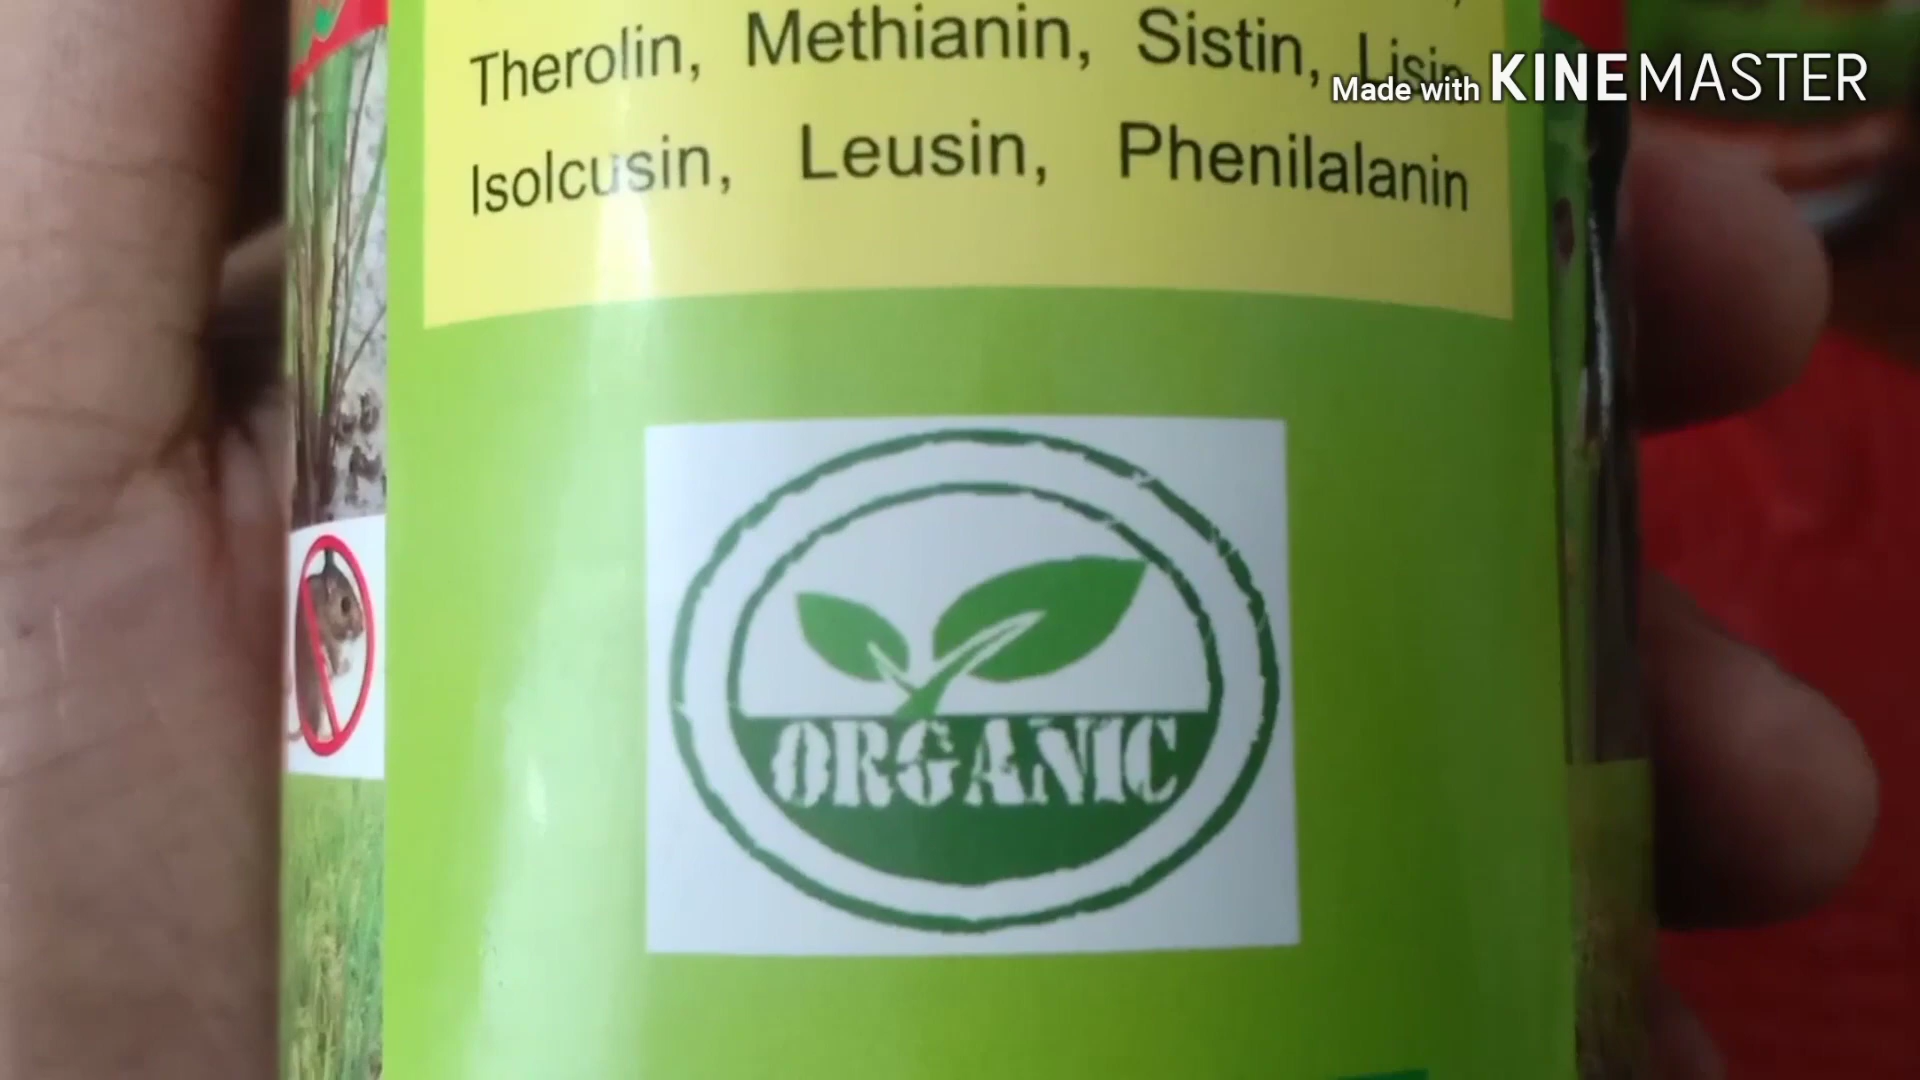 Therolin, Methianin, Sistin, Lisin
Made with KINEMASTER
Isolcusin, Leusin, Phenilalanin
ORGANIC